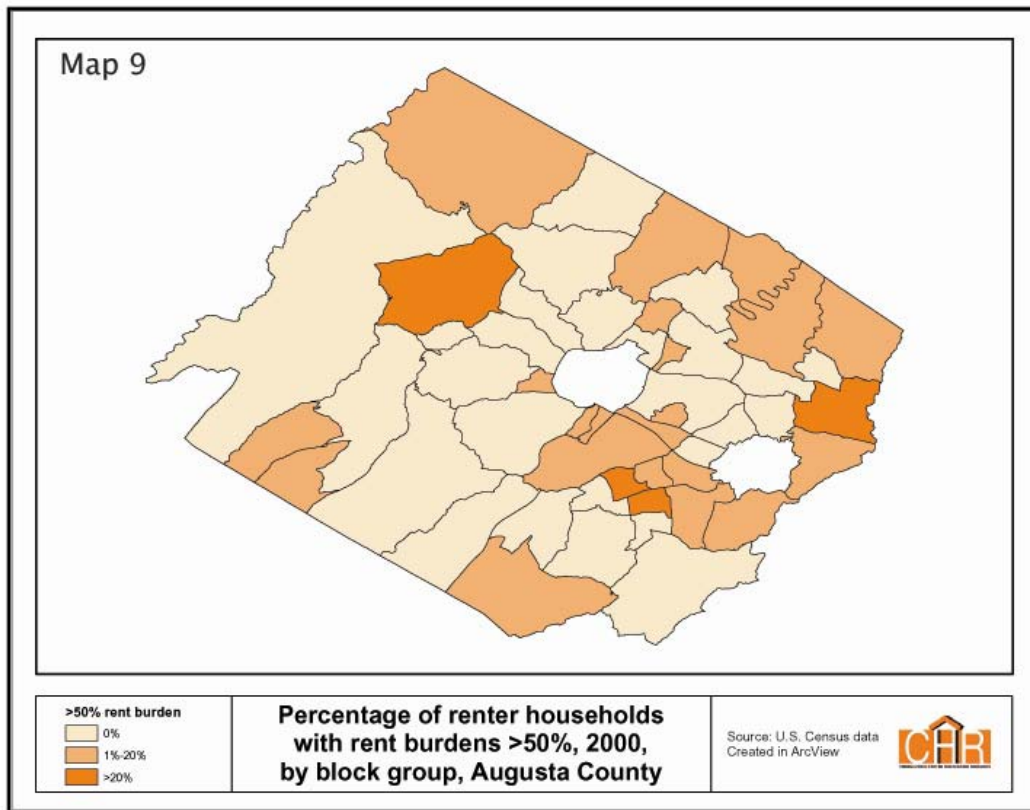 Map 9
>50% rent burden
0%
1%-20%
>20%
Percentage of renter households
with rent burdens >50%, 2000,
by block group, Augusta County
Source: U.S. Census data
Created in ArcView
CHR